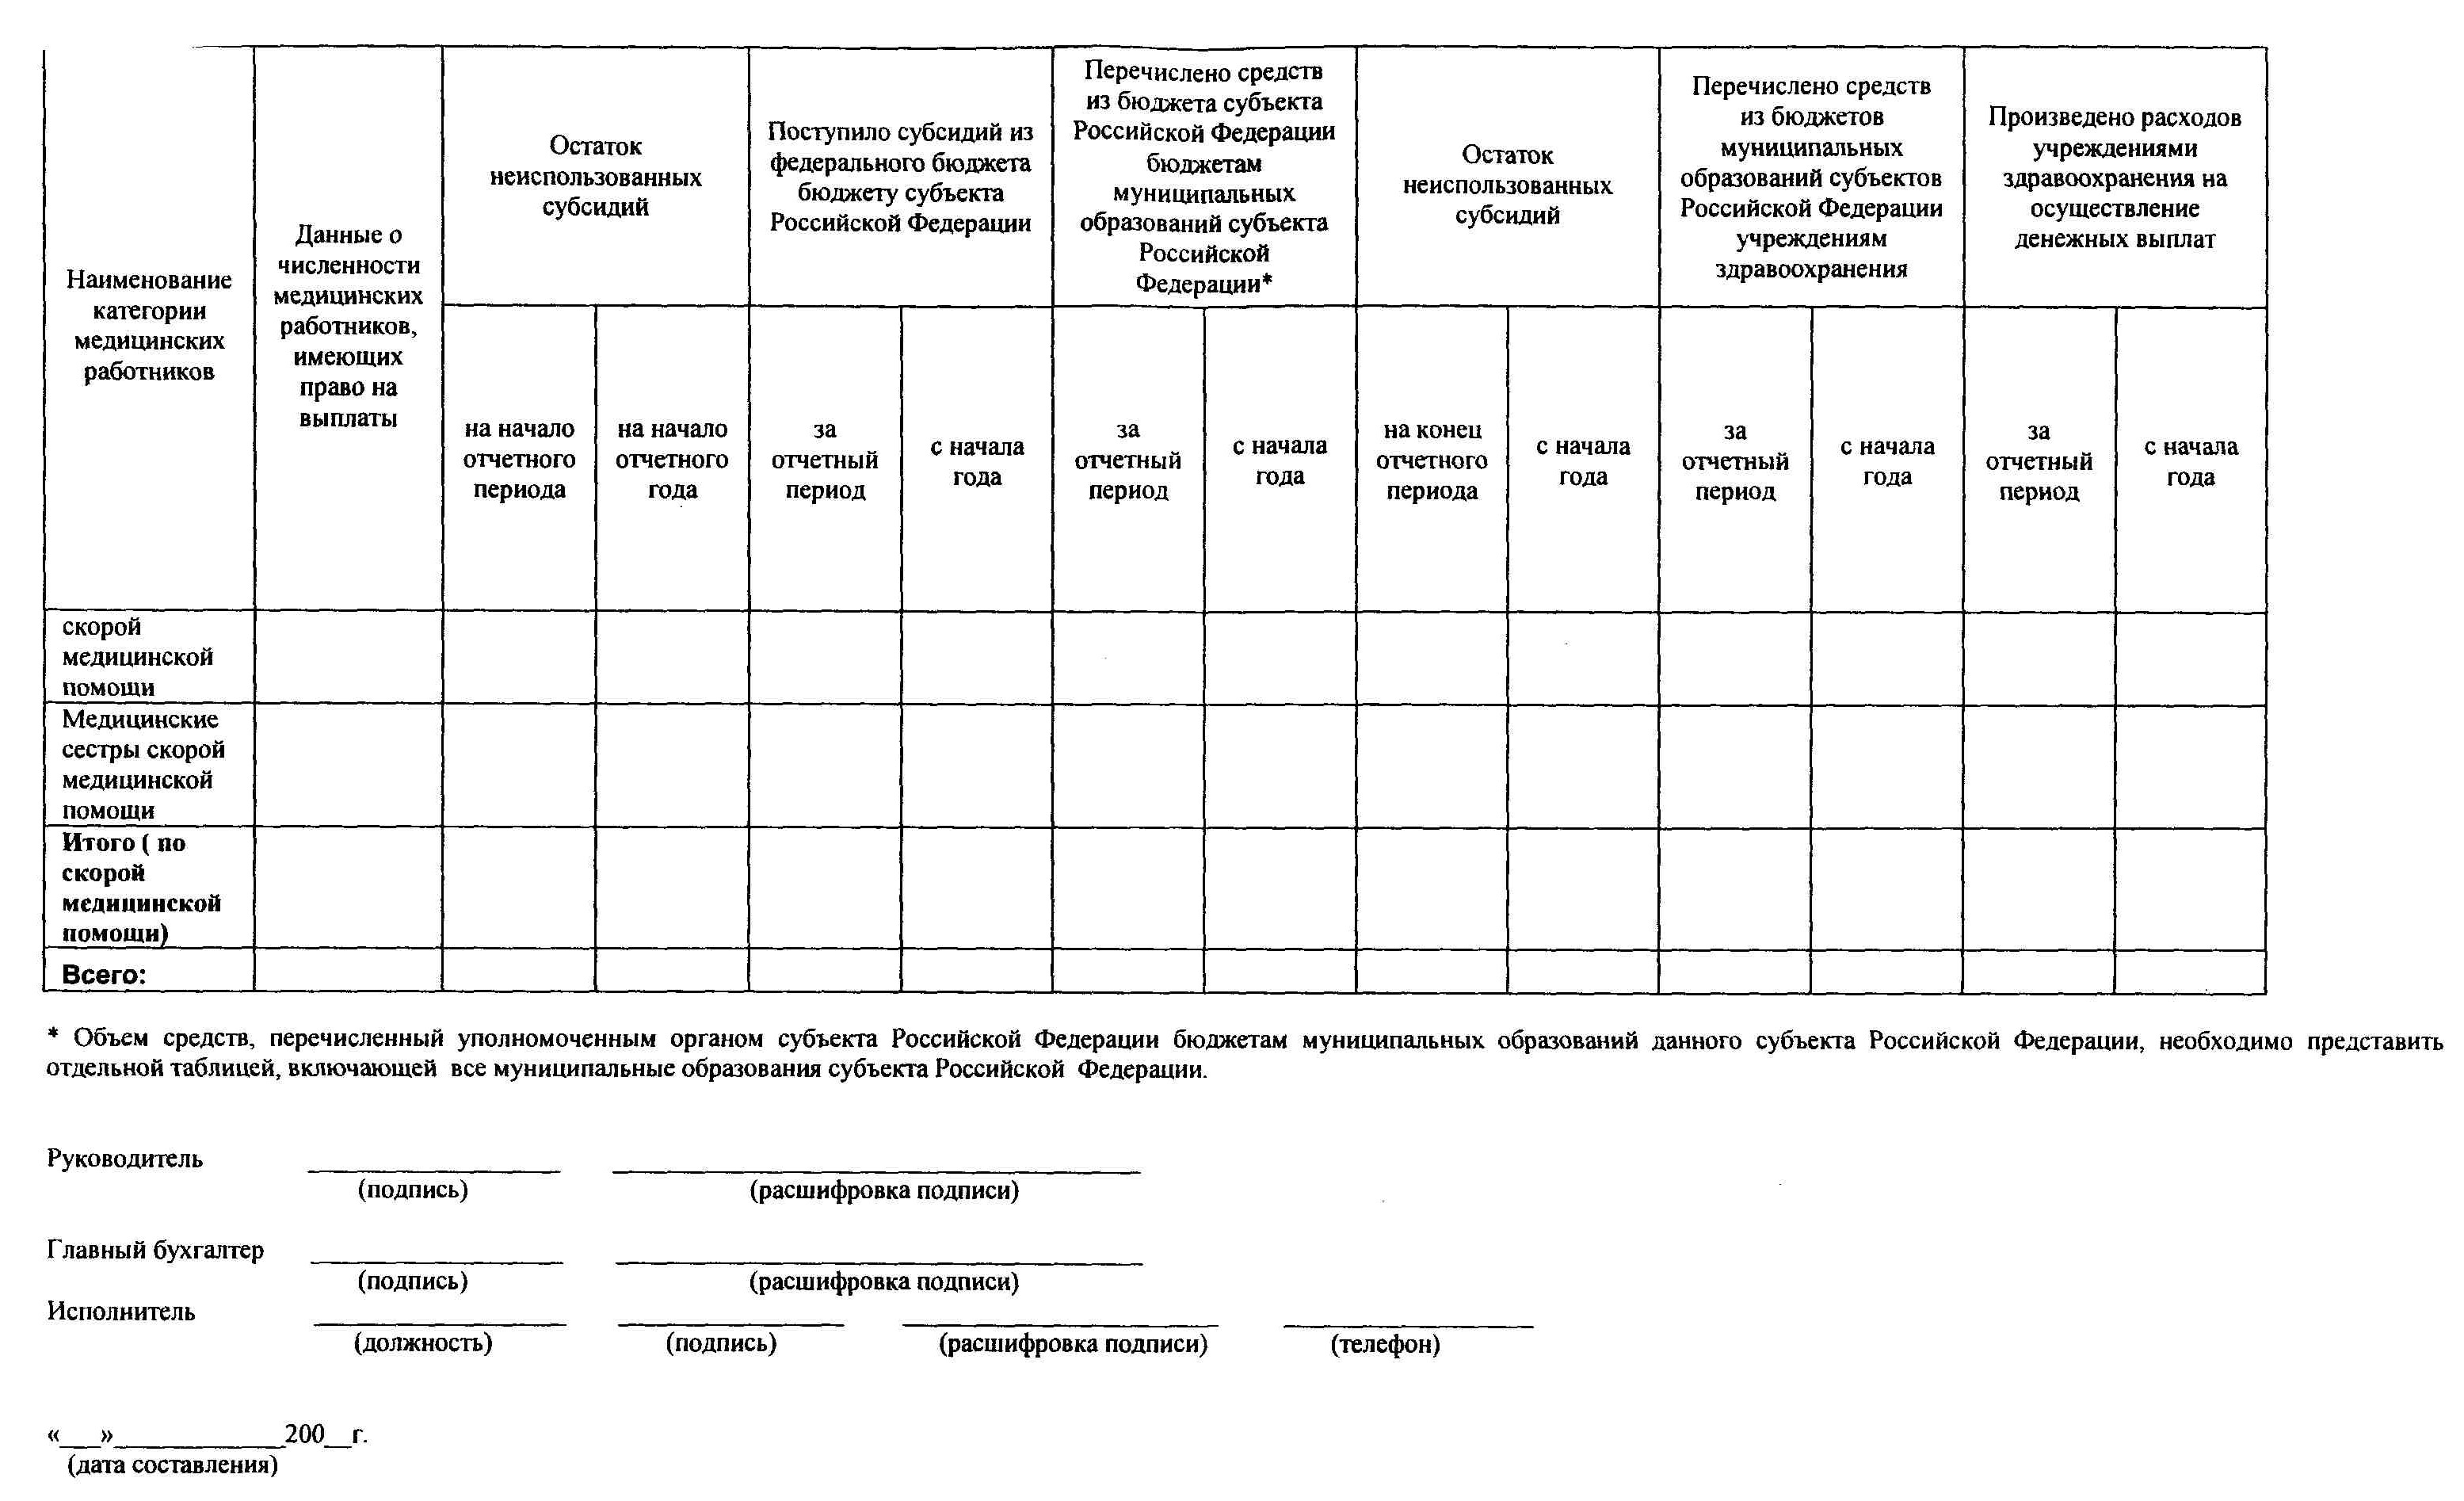 Наименование
категории
медицинских
работников
Данные о
численности
медицинских
работников,
имеющих
право на
выплаты
Остаток
неиспользованных
субсидий
Поступило субсидий из
федерального бюджета
бюджету субъекта
Российской Федерации
Перечислено средств
из бюджета субъекта
Российской Федерации
бюджетам
муниципальных
образований субъекта
Российской
Федерации*
Остаток
неиспользованных
субсидий
Перечислено средств
из бюджетов
муниципальных
образований субъектов
Российской Федерации
учреждениям
здравоохранения
Произведено расходов
учреждениями
здравоохранения на
осуществление
денежных выплат
на начало
отчетного
периода
на начало
отчетного
года
за
отчетный
период
с начала
года
за
отчетный
период
с начала
года
на конец
отчетного
периода
с начала
года
за
отчетный
период
с начала
года
за
отчетный
период
с начала
года
скорой
медицинской
помощи
Медицинские
сестры скорой
медицинской
помощи
Итого ( по
скорой
медицинской
помощи)
Всего:
* Объем средств, перечисленный уполномоченным органом субъекта Российской Федерации бюджетам муниципальных образований данного субъекта Российской Федерации, необходимо представить
отдельной таблицей, включающей все муниципальные образования субъекта Российской Федерации.
Руководитель
(подпись) (расшифровка подписи)
Главный бухгалтер
(подпись) (расшифровка подписи)
Исполнитель
(должность) (подпись) (расшифровка подписи) (телефон)
«___»_____________200__г.
(дата составления)